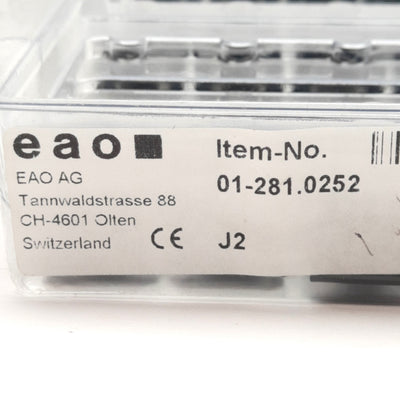 eao
EAO AG
Tannwaldstrasse 88
CH-4601 Olten
Switzerland CE
Item-No.
01-281.0252
J2